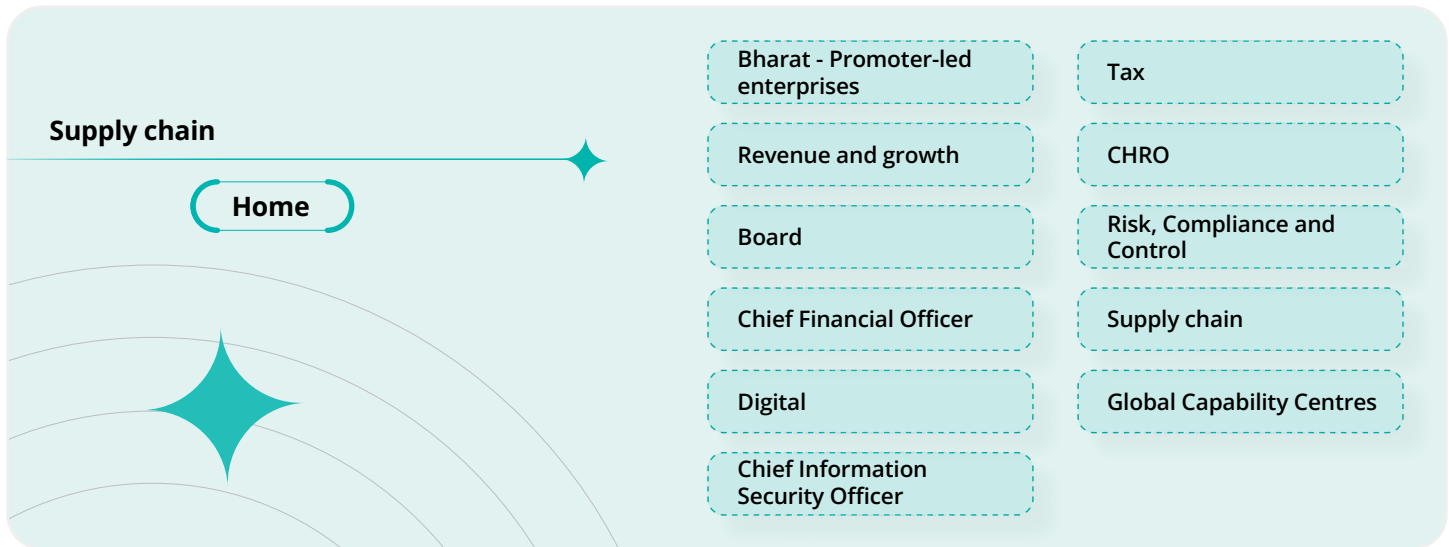 Supply chain
Home
Bharat - Promoter-led
enterprises
Revenue and growth
Board
Chief Financial Officer
Digital
Chief Information
Security Officer
Tax
CHRO
Risk, Compliance and
Control
Supply chain
Global Capability Centres